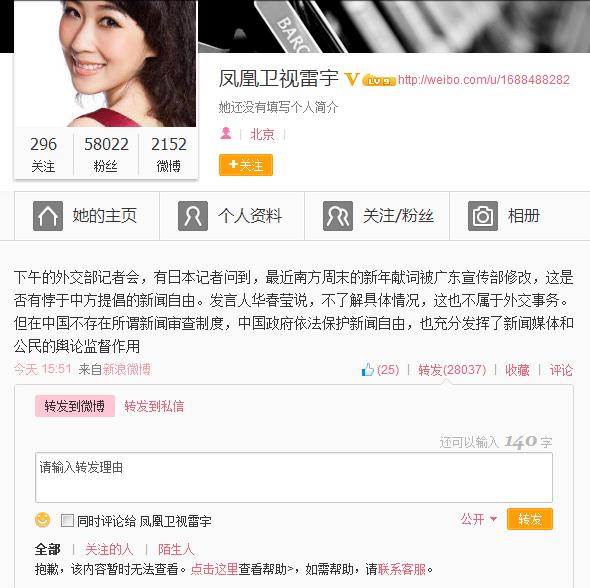 BARC
凤凰卫视雷宇 V LV9 http://weibo.com/u/1688488282
她还没有填写个人简介
北京
+关注
296 58022 2152
关注 粉丝 微博
她的主页 个人资料 关注/粉丝 相册
下午的外交部记者会，有日本记者问到，最近南方周末的新年献词被广东宣传部修改，这是
否有悖于中方提倡的新闻自由。发言人华春莹说，不了解具体情况，这也不属于外交事务。
但在中国不存在所谓新闻审查制度，中国政府依法保护新闻自由，也充分发挥了新闻媒体和
公民的舆论监督作用
今天 15:51 来自新浪微博 (25) | 转发(28037) | 收藏 | 评论
转发到微博 转发到私信
还可以输入 140 字
请输入转发理由
同时评论给 凤凰卫视雷宇 公开 转发
全部 | 关注的人 | 陌生人
抱歉，该内容暂时无法查看。点击这里查看帮助>，如需帮助，请联系客服。